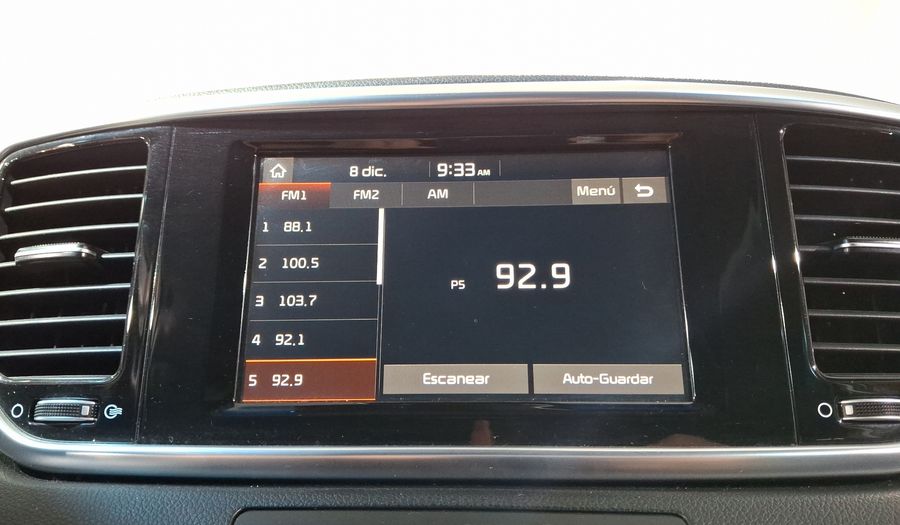 8 dic. 9:33 AM
FM1 FM2 AM Menú
1 88.1
2 100.5
3 103.7
4 92.1
5 92.9
P5 92.9
Escanear Auto-Guardar